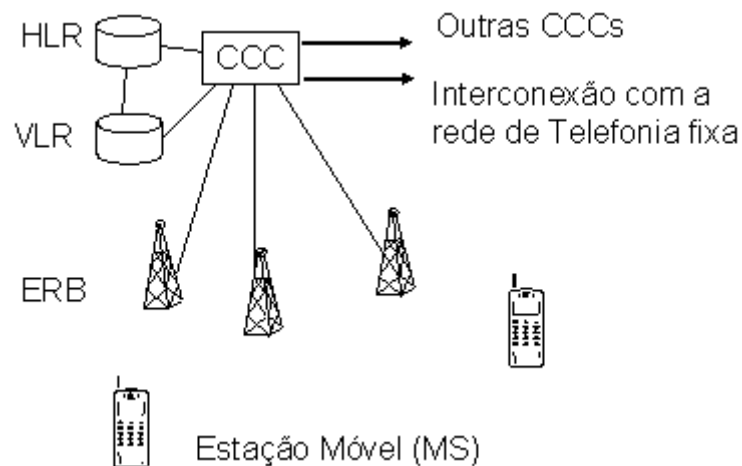 HLR
CCC
Outras CCCs
Interconexão com a
rede de Telefonia fixa
VLR
ERB
Estação Móvel (MS)